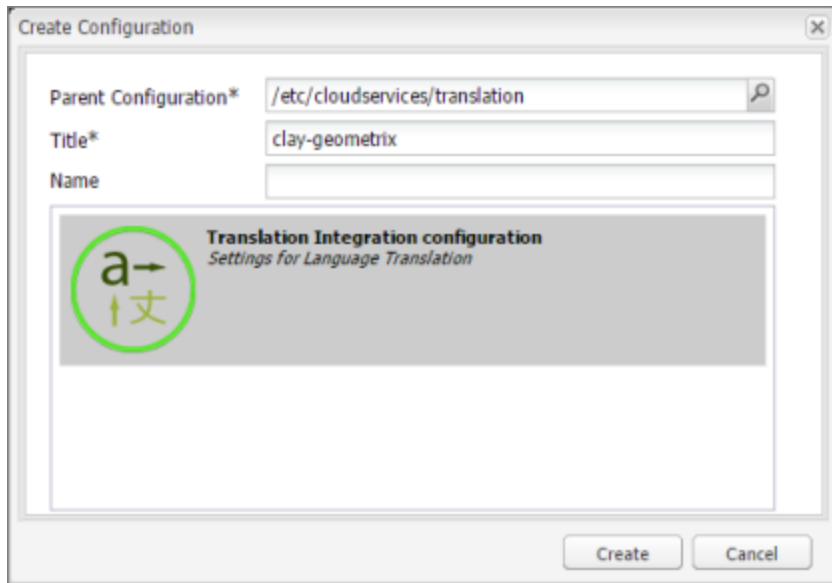 Create Configuration
Parent Configuration* /etc/cloudservices/translation
Title* clay-geometrix
Name
Translation Integration configuration
Settings for Language Translation
a
丈
Create Cancel